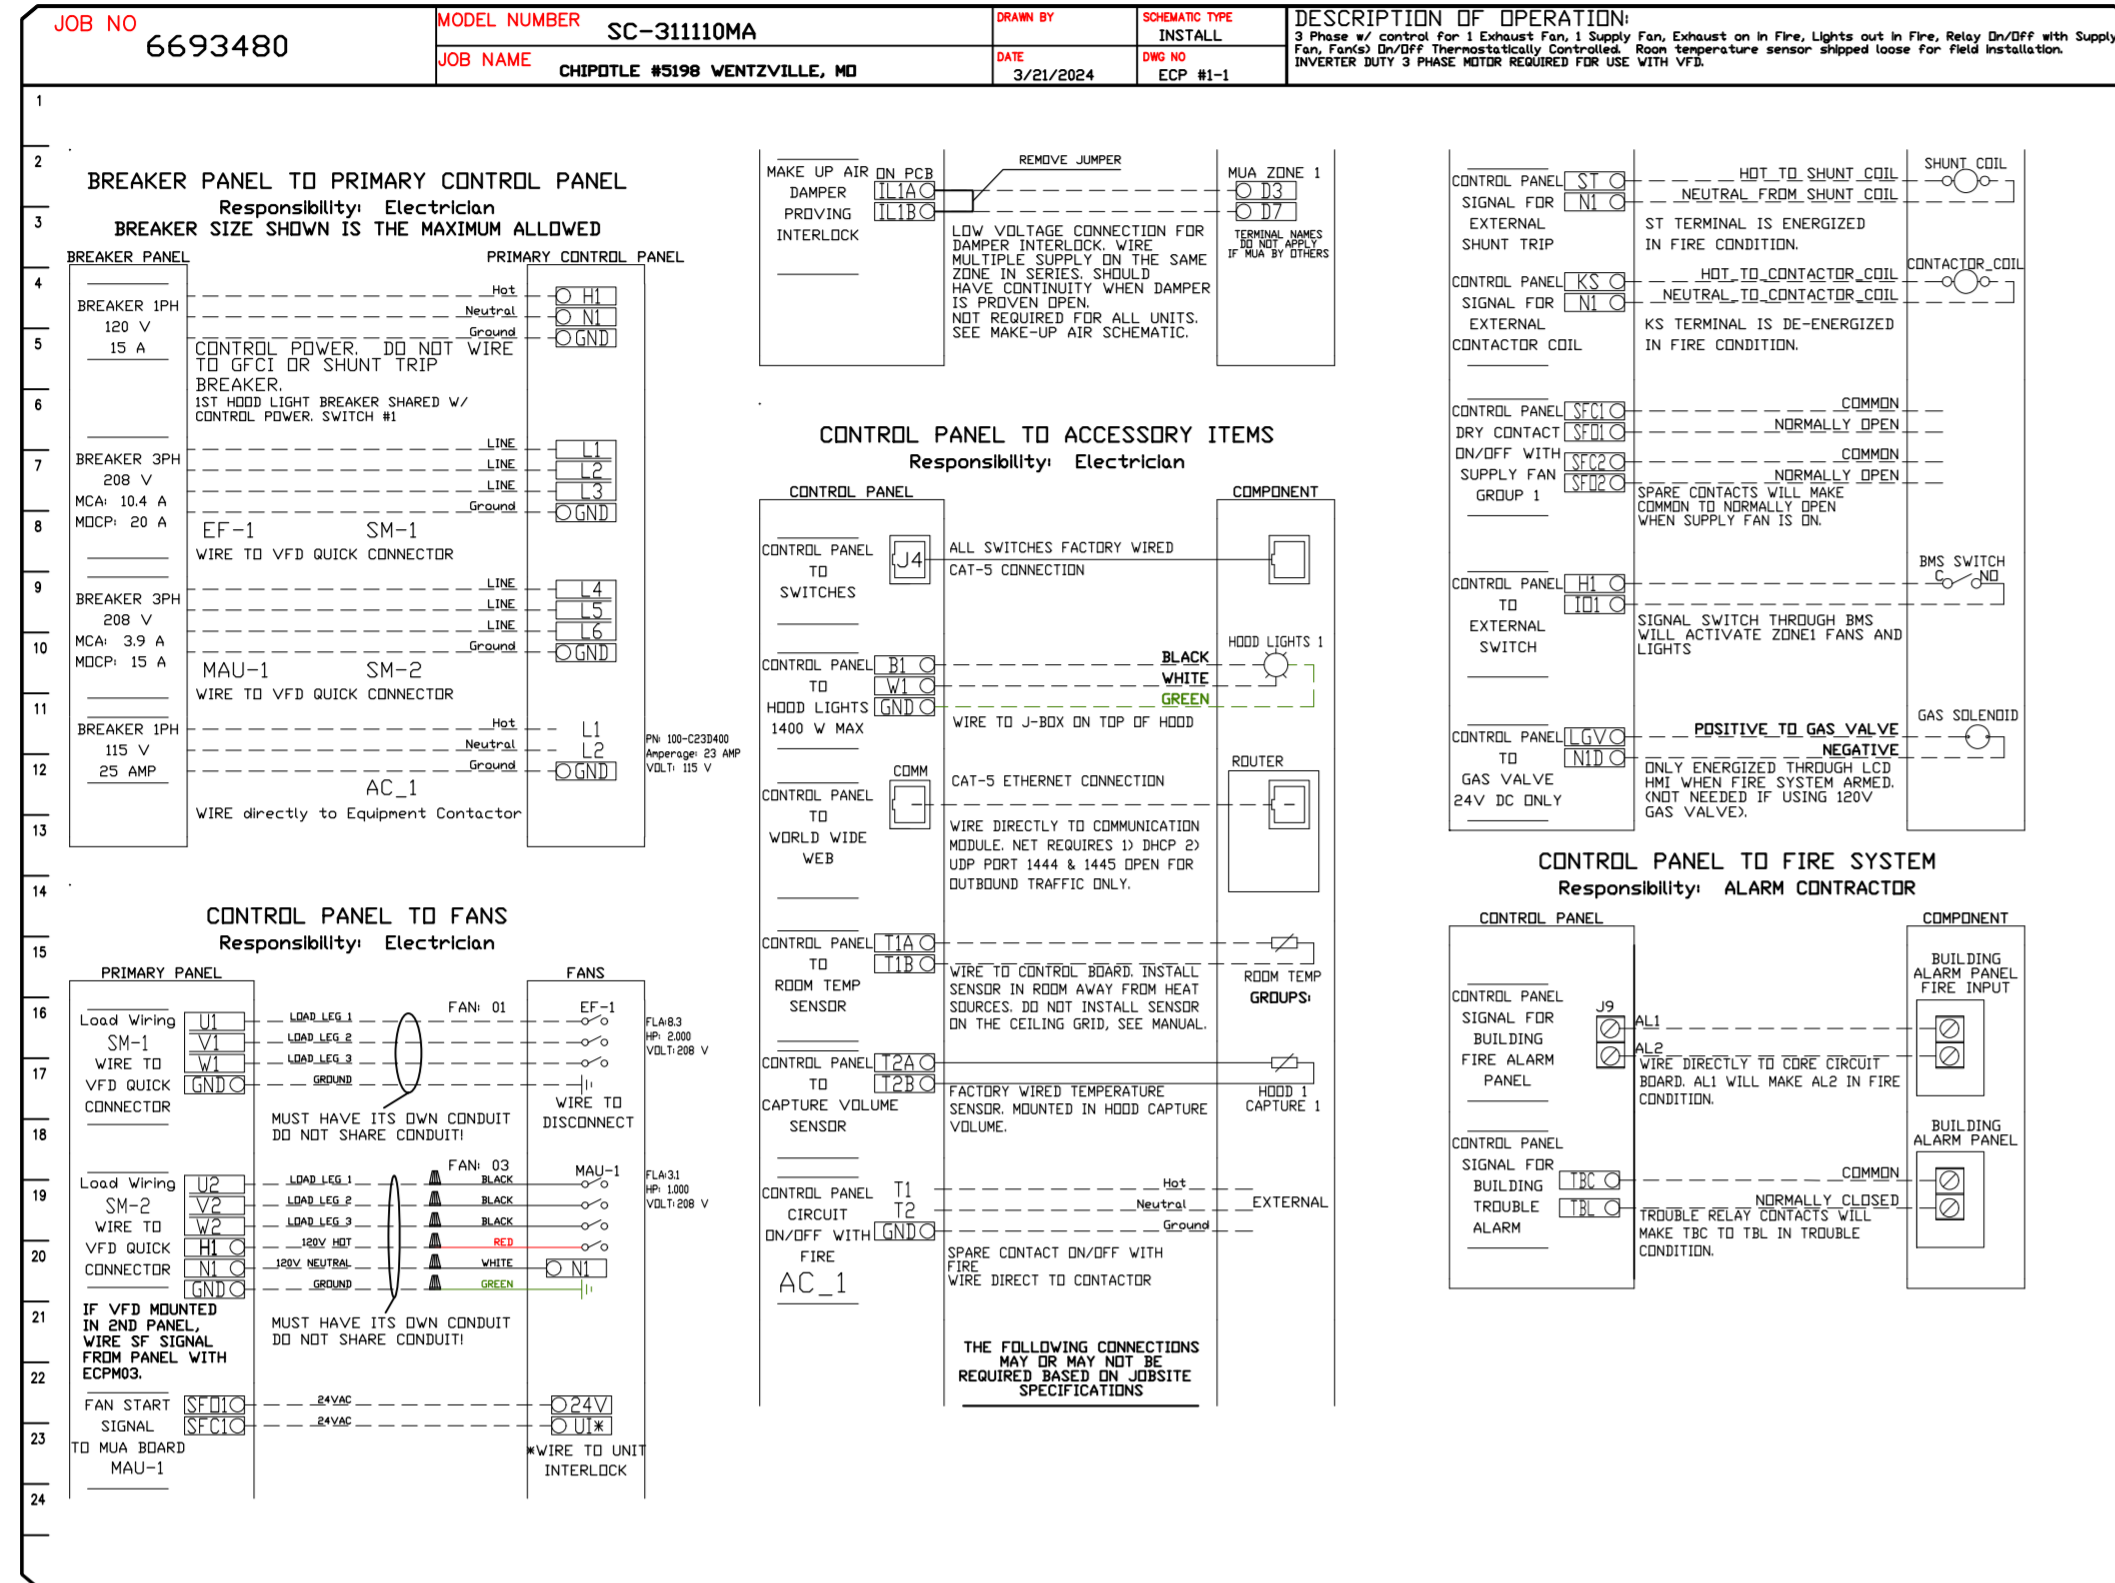 JOB NO
6693480
MODEL NUMBER
SC-311110MA
JOB NAME
CHIPOTLE #5198 WENTZVILLE, MO
DRAWN BY
SCHEMATIC TYPE
INSTALL
DATE
3/21/2024
DWG NO
ECP #1-1
DESCRIPTION OF OPERATION:
3 Phase w/ control for 1 Exhaust Fan, 1 Supply Fan, Exhaust on in Fire, Lights out in Fire, Relay On/Off with Supply
Fan, Fan(s) On/Off Thermostatically Controlled. Room temperature sensor shipped loose for field installation.
INVERTER DUTY 3 PHASE MOTOR REQUIRED FOR USE WITH VFD.
1
2
3
4
5
6
7
8
9
10
11
12
13
14
15
16
17
18
19
20
21
22
23
24
BREAKER PANEL TO PRIMARY CONTROL PANEL
Responsibility: Electrician
BREAKER SIZE SHOWN IS THE MAXIMUM ALLOWED
BREAKER PANEL
PRIMARY CONTROL PANEL
BREAKER 1PH
120 V
15 A
Hot
H1
Neutral
N1
Ground
GND
CONTROL POWER. DO NOT WIRE
TO GFCI OR SHUNT TRIP
BREAKER.
1ST HOOD LIGHT BREAKER SHARED W/
CONTROL POWER. SWITCH #1
BREAKER 3PH
208 V
MCA: 10.4 A
MOCP: 20 A
LINE
L1
LINE
L2
LINE
L3
Ground
GND
EF-1 SM-1
WIRE TO VFD QUICK CONNECTOR
BREAKER 3PH
208 V
MCA: 3.9 A
MOCP: 15 A
LINE
L4
LINE
L5
LINE
L6
Ground
GND
MAU-1 SM-2
WIRE TO VFD QUICK CONNECTOR
BREAKER 1PH
115 V
25 AMP
Hot
L1
Neutral
L2
Ground
GND
PN: 100-C23D400
Amperage: 23 AMP
VOLT: 115 V
AC_1
WIRE directly to Equipment Contactor
CONTROL PANEL TO FANS
Responsibility: Electrician
PRIMARY PANEL
FANS
Load Wiring
SM-1
WIRE TO
VFD QUICK
CONNECTOR
U1
V1
W1
GND
LOAD LEG 1
LOAD LEG 2
LOAD LEG 3
GROUND
FAN: 01
EF-1
FLA:8.3
HP: 2.000
VOLT:208 V
WIRE TO
DISCONNECT
MUST HAVE ITS OWN CONDUIT
DO NOT SHARE CONDUIT!
Load Wiring
SM-2
WIRE TO
VFD QUICK
CONNECTOR
U2
V2
W2
H1
N1
GND
LOAD LEG 1
LOAD LEG 2
LOAD LEG 3
120V HOT
120V NEUTRAL
GROUND
FAN: 03
BLACK
BLACK
BLACK
RED
WHITE
GREEN
MAU-1
N1
FLA:3.1
HP: 1.000
VOLT:208 V
IF VFD MOUNTED
IN 2ND PANEL,
WIRE SF SIGNAL
FROM PANEL WITH
ECPM03.
MUST HAVE ITS OWN CONDUIT
DO NOT SHARE CONDUIT!
FAN START
SIGNAL
TO MUA BOARD
MAU-1
SFO1
SFC1
24VAC
24VAC
24V
UI*
*WIRE TO UNIT
INTERLOCK
MAKE UP AIR
DAMPER
PROVING
INTERLOCK
ON PCB
IL1A
IL1B
REMOVE JUMPER
MUA ZONE 1
D3
D7
TERMINAL NAMES
DO NOT APPLY
IF MUA BY OTHERS
LOW VOLTAGE CONNECTION FOR
DAMPER INTERLOCK. WIRE
MULTIPLE SUPPLY ON THE SAME
ZONE IN SERIES. SHOULD
HAVE CONTINUITY WHEN DAMPER
IS PROVEN OPEN.
NOT REQUIRED FOR ALL UNITS.
SEE MAKE-UP AIR SCHEMATIC.
CONTROL PANEL TO ACCESSORY ITEMS
Responsibility: Electrician
CONTROL PANEL
COMPONENT
CONTROL PANEL
TO
SWITCHES
J4
ALL SWITCHES FACTORY WIRED
CAT-5 CONNECTION
CONTROL PANEL
TO
HOOD LIGHTS
1400 W MAX
B1
W1
GND
BLACK
WHITE
GREEN
HOOD LIGHTS 1
WIRE TO J-BOX ON TOP OF HOOD
CONTROL PANEL
TO
WORLD WIDE
WEB
COMM
CAT-5 ETHERNET CONNECTION
ROUTER
WIRE DIRECTLY TO COMMUNICATION
MODULE. NET REQUIRES 1) DHCP 2)
UDP PORT 1444 & 1445 OPEN FOR
OUTBOUND TRAFFIC ONLY.
CONTROL PANEL
TO
ROOM TEMP
SENSOR
T1A
T1B
WIRE TO CONTROL BOARD. INSTALL
SENSOR IN ROOM AWAY FROM HEAT
SOURCES. DO NOT INSTALL SENSOR
ON THE CEILING GRID, SEE MANUAL.
ROOM TEMP
GROUPS:
CONTROL PANEL
TO
CAPTURE VOLUME
SENSOR
T2A
T2B
FACTORY WIRED TEMPERATURE
SENSOR. MOUNTED IN HOOD CAPTURE
VOLUME.
HOOD 1
CAPTURE 1
CONTROL PANEL
CIRCUIT
ON/OFF WITH
FIRE
AC_1
T1
T2
GND
Hot
Neutral
Ground
EXTERNAL
SPARE CONTACT ON/OFF WITH
FIRE
WIRE DIRECT TO CONTACTOR
THE FOLLOWING CONNECTIONS
MAY OR MAY NOT BE
REQUIRED BASED ON JOBSITE
SPECIFICATIONS
CONTROL PANEL
SIGNAL FOR
EXTERNAL
SHUNT TRIP
ST
N1
HOT TO SHUNT COIL
NEUTRAL FROM SHUNT COIL
SHUNT COIL
ST TERMINAL IS ENERGIZED
IN FIRE CONDITION.
CONTROL PANEL
SIGNAL FOR
EXTERNAL
CONTACTOR COIL
KS
N1
HOT TO CONTACTOR COIL
NEUTRAL TO CONTACTOR COIL
CONTACTOR COIL
KS TERMINAL IS DE-ENERGIZED
IN FIRE CONDITION.
CONTROL PANEL
DRY CONTACT
ON/OFF WITH
SUPPLY FAN
GROUP 1
SFC1
SFO1
SFC2
SFO2
COMMON
NORMALLY OPEN
COMMON
NORMALLY OPEN
SPARE CONTACTS WILL MAKE
COMMON TO NORMALLY OPEN
WHEN SUPPLY FAN IS ON.
CONTROL PANEL
TO
EXTERNAL
SWITCH
H1
IO1
BMS SWITCH
C NO
SIGNAL SWITCH THROUGH BMS
WILL ACTIVATE ZONE1 FANS AND
LIGHTS
CONTROL PANEL
TO
GAS VALVE
24V DC ONLY
LGV
N1D
POSITIVE TO GAS VALVE
NEGATIVE
GAS SOLENOID
ONLY ENERGIZED THROUGH LCD
HMI WHEN FIRE SYSTEM ARMED.
(NOT NEEDED IF USING 120V
GAS VALVE).
CONTROL PANEL TO FIRE SYSTEM
Responsibility: ALARM CONTRACTOR
CONTROL PANEL
COMPONENT
CONTROL PANEL
SIGNAL FOR
BUILDING
FIRE ALARM
PANEL
J9
AL1
AL2
BUILDING
ALARM PANEL
FIRE INPUT
WIRE DIRECTLY TO CORE CIRCUIT
BOARD. AL1 WILL MAKE AL2 IN FIRE
CONDITION.
CONTROL PANEL
SIGNAL FOR
BUILDING
TROUBLE
ALARM
TBC
TBL
COMMON
NORMALLY CLOSED
BUILDING
ALARM PANEL
TROUBLE RELAY CONTACTS WILL
MAKE TBC TO TBL IN TROUBLE
CONDITION.